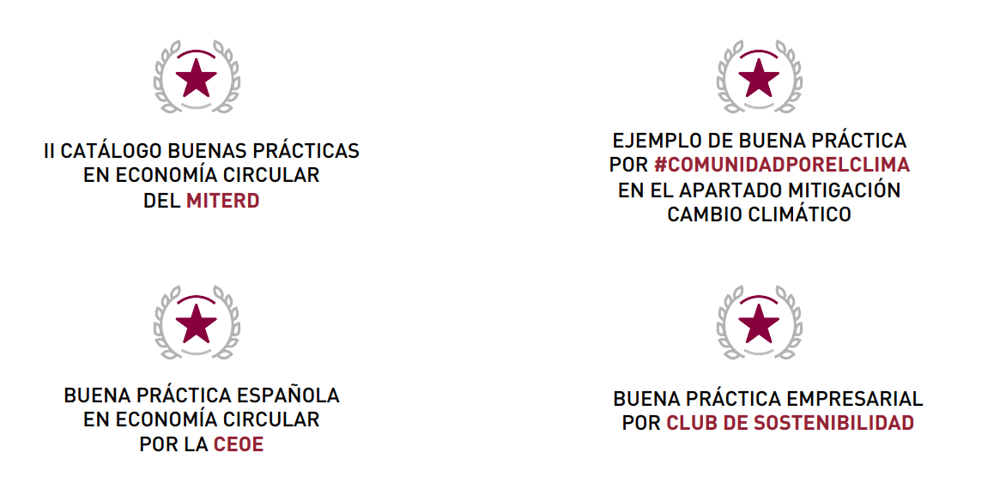 II CATÁLOGO BUENAS PRÁCTICAS
EN ECONOMÍA CIRCULAR
DEL MITERD
EJEMPLO DE BUENA PRÁCTICA
POR #COMUNIDADPORELCLIMA
EN EL APARTADO MITIGACIÓN
CAMBIO CLIMÁTICO
BUENA PRÁCTICA ESPAÑOLA
EN ECONOMÍA CIRCULAR
POR LA CEOE
BUENA PRÁCTICA EMPRESARIAL
POR CLUB DE SOSTENIBILIDAD